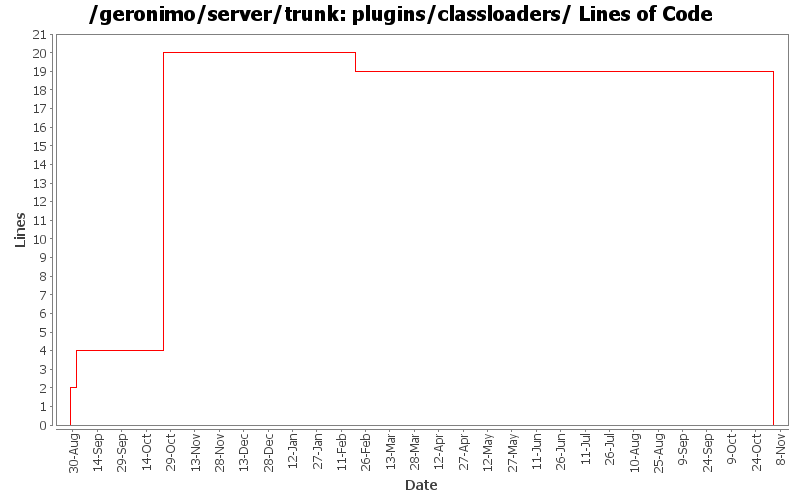 /geronimo/server/trunk: plugins/classloaders/ Lines of Code
Lines
21
20
19
18
17
16
15
14
13
12
11
10
9
8
7
6
5
4
3
2
1
0
30-Aug
14-Sep
29-Sep
14-Oct
29-Oct
13-Nov
28-Nov
13-Dec
28-Dec
12-Jan
27-Jan
11-Feb
26-Feb
13-Mar
28-Mar
12-Apr
27-Apr
12-May
27-May
11-Jun
26-Jun
11-Jul
26-Jul
10-Aug
25-Aug
9-Sep
24-Sep
9-Oct
24-Oct
8-Nov
Date